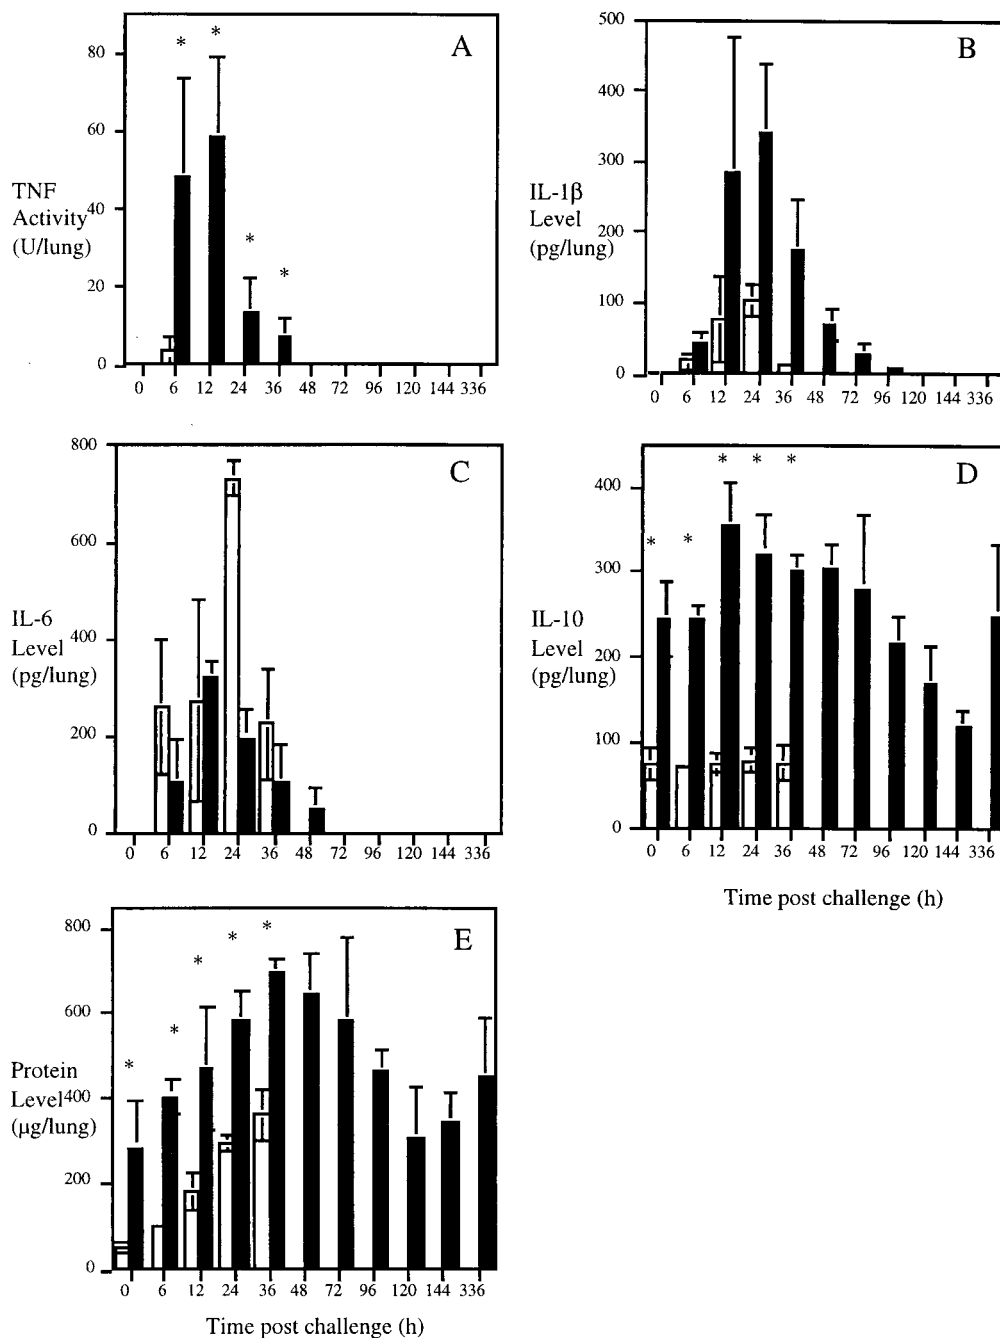 A
* *
80
60
TNF
Activity
(U/lung)
40
* *
20
0
0 6 12 24 36 48 72 96 120 144 336
B
500
400
300
IL-1β
Level
(pg/lung)
200
100
0
0 6 12 24 36 48 72 96 120 144 336
C
800
600
IL-6
Level
(pg/lung)
400
200
0
0 6 12 24 36 48 72 96 120 144 336
D
* * *
400
* *
300
IL-10
Level
(pg/lung)
200
100
0
0 6 12 24 36 48 72 96 120 144 336
Time post challenge (h)
E
800
* * * * *
600
Protein
Level
(µg/lung)
400
200
0
0 6 12 24 36 48 72 96 120 144 336
Time post challenge (h)